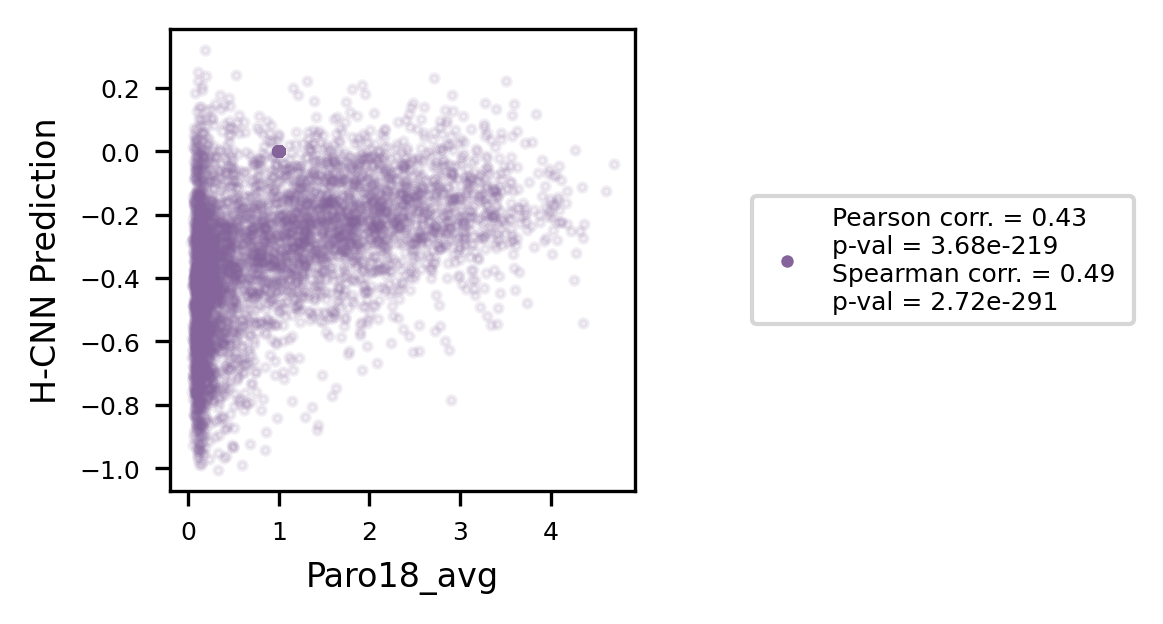 H-CNN Prediction
0.2
0.0
−0.2
−0.4
−0.6
−0.8
−1.0
0 1 2 3 4
Paro18_avg
Pearson corr. = 0.43
p-val = 3.68e-219
Spearman corr. = 0.49
p-val = 2.72e-291